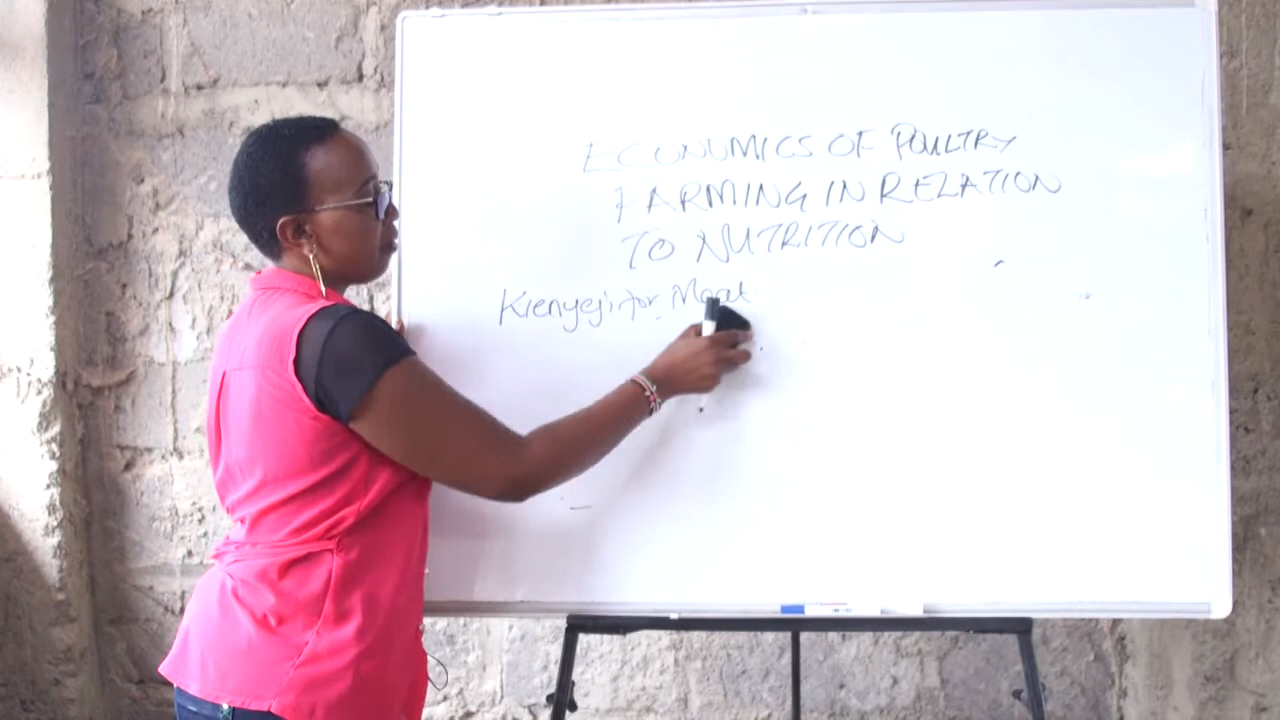 ECONOMICS OF POULTRY
FARMING IN RELATION
TO NUTRITION
Kienyeji for Meat